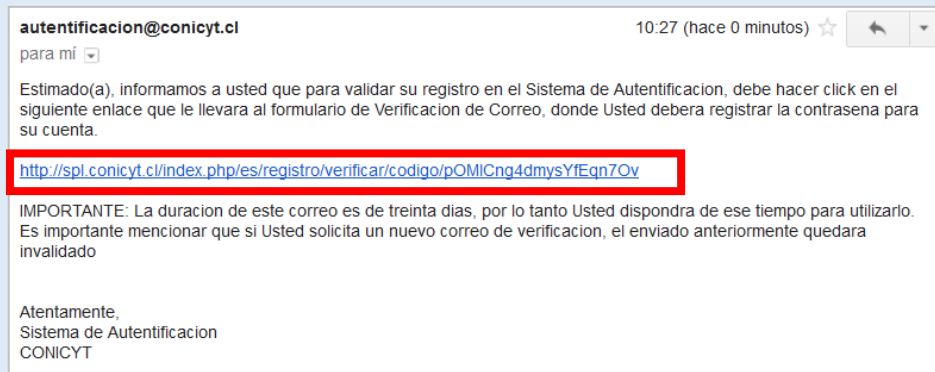 autentificacion@conicyt.cl 10:27 (hace 0 minutos)
para mí
Estimado(a), informamos a usted que para validar su registro en el Sistema de Autentificacion, debe hacer click en el
siguiente enlace que le llevara al formulario de Verificacion de Correo, donde Usted debera registrar la contrasena para
su cuenta.
http://spl.conicyt.cl/index.php/es/registro/verificar/codigo/pOMlCng4dmysYfEqn7Ov
IMPORTANTE: La duracion de este correo es de treinta dias, por lo tanto Usted dispondra de ese tiempo para utilizarlo.
Es importante mencionar que si Usted solicita un nuevo correo de verificacion, el enviado anteriormente quedara
invalidado
Atentamente,
Sistema de Autentificacion
CONICYT